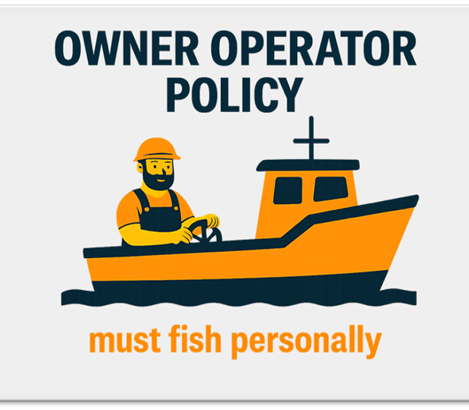 OWNER OPERATOR
POLICY
must fish personally